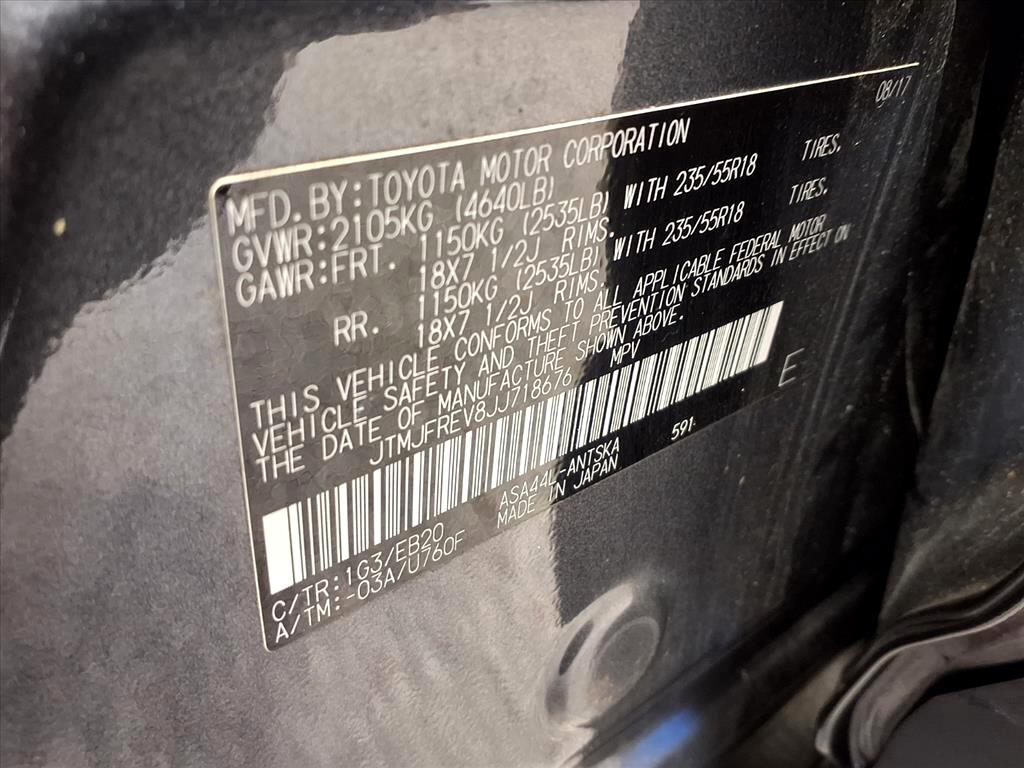 08/17
MFD. BY: TOYOTA MOTOR CORPORATION
GVWR: 2105KG (4640LB)
GAWR: FRT. 1150KG (2535LB) WITH 235/55R18 TIRES.
18X7 1/2J RIMS.
RR. 1150KG (2535LB) WITH 235/55R18 TIRES.
18X7 1/2J RIMS.
THIS VEHICLE CONFORMS TO ALL APPLICABLE FEDERAL MOTOR
VEHICLE SAFETY AND THEFT PREVENTION STANDARDS IN EFFECT ON
THE DATE OF MANUFACTURE SHOWN ABOVE.
JTMJFREV8JJ718676 MPV
E
C/TR: 1G3/EB20 ASA44L-ANTSKA 591-
A/TM: -03A/U760F MADE IN JAPAN